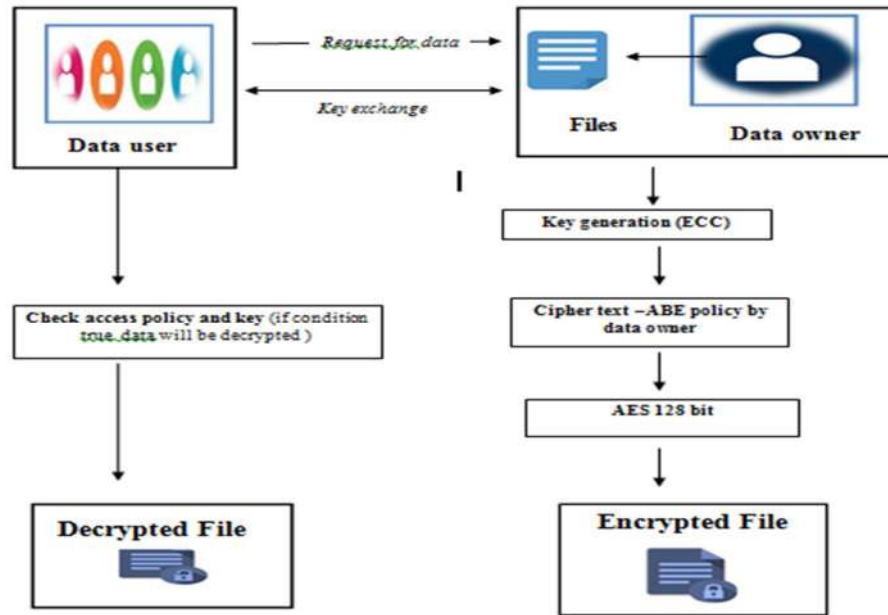 Request for data
Key exchange
Data user
Files
Data owner
Key generation (ECC)
Check access policy and key (if condition
true, data will be decrypted )
Cipher text –ABE policy by
data owner
AES 128 bit
Decrypted File
Encrypted File